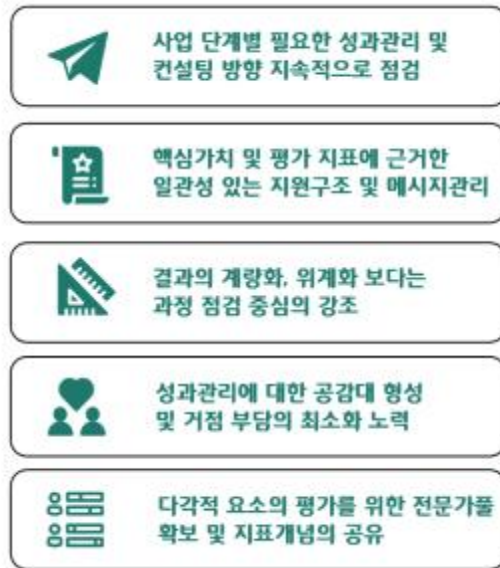 사업 단계별 필요한 성과관리 및
컨설팅 방향 지속적으로 점검
핵심가치 및 평가 지표에 근거한
일관성 있는 지원구조 및 메시지관리
결과의 계량화, 위계화 보다는
과정 점검 중심의 강조
성과관리에 대한 공감대 형성
및 거점 부담의 최소화 노력
다각적 요소의 평가를 위한 전문가풀
확보 및 지표개념의 공유